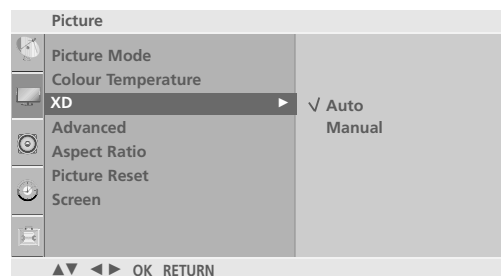 Picture
Picture Mode
Colour Temperature
XD ►
Advanced
Aspect Ratio
Picture Reset
Screen
√ Auto
Manual
▲▼ ◄► OK RETURN